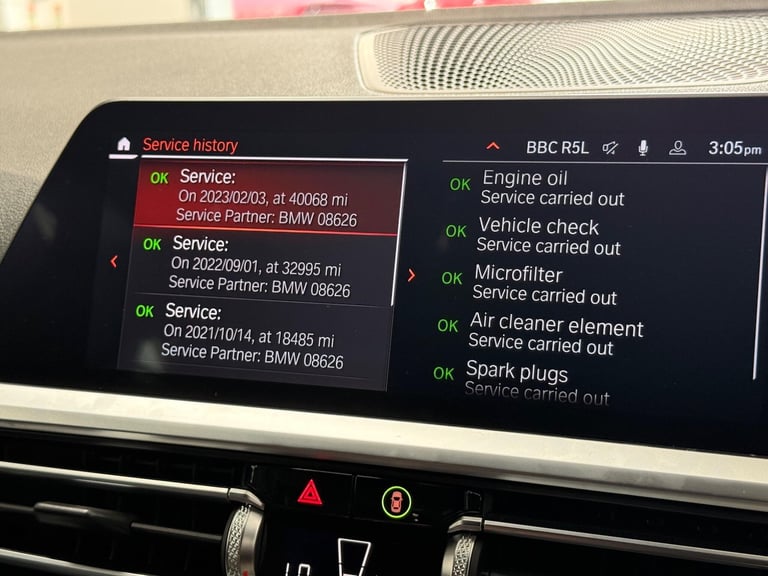 Service history
BBC R5L
3:05pm
OK Service:
On 2023/02/03, at 40068 mi
Service Partner: BMW 08626
OK Service:
On 2022/09/01, at 32995 mi
Service Partner: BMW 08626
OK Service:
On 2021/10/14, at 18485 mi
Service Partner: BMW 08626
OK Engine oil
Service carried out
OK Vehicle check
Service carried out
OK Microfilter
Service carried out
OK Air cleaner element
Service carried out
OK Spark plugs
Service carried out